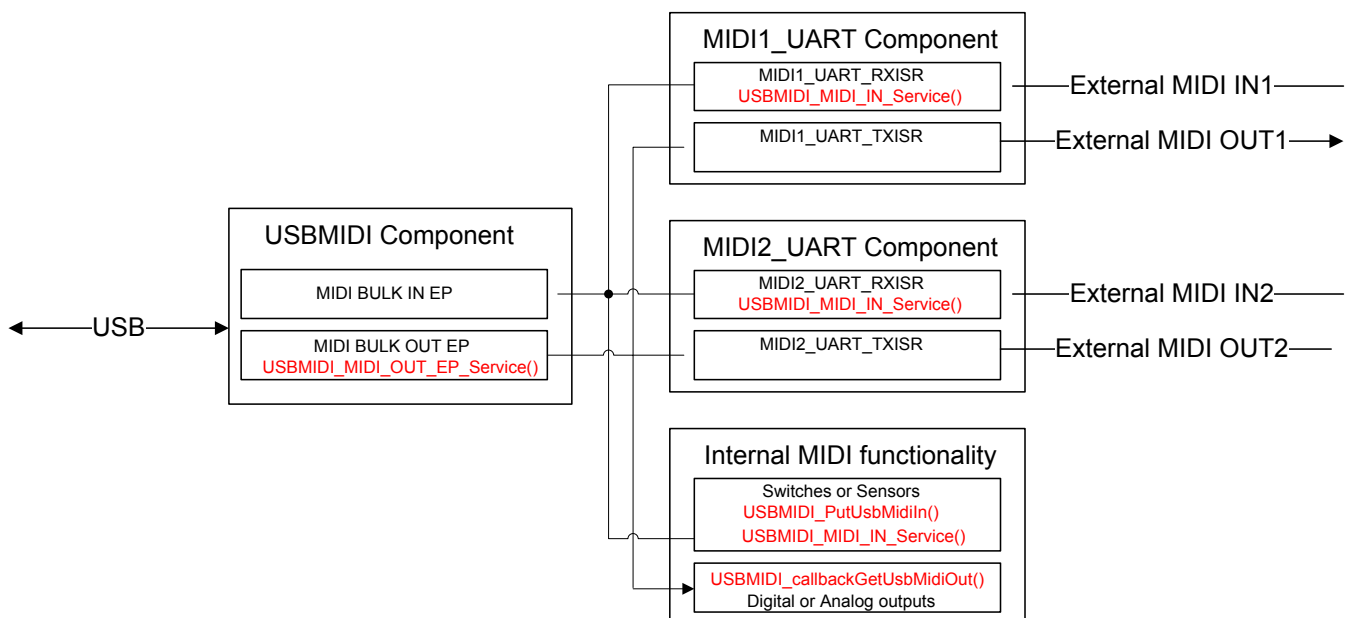 MIDI1_UART Component
MIDI1_UART_RXISR
USBMIDI_MIDI_IN_Service()
MIDI1_UART_TXISR
External MIDI IN1
External MIDI OUT1
USBMIDI Component
MIDI BULK IN EP
MIDI BULK OUT EP
USBMIDI_MIDI_OUT_EP_Service()
USB
MIDI2_UART Component
MIDI2_UART_RXISR
USBMIDI_MIDI_IN_Service()
MIDI2_UART_TXISR
External MIDI IN2
External MIDI OUT2
Internal MIDI functionality
Switches or Sensors
USBMIDI_PutUsbMidiIn()
USBMIDI_MIDI_IN_Service()
USBMIDI_callbackGetUsbMidiOut()
Digital or Analog outputs